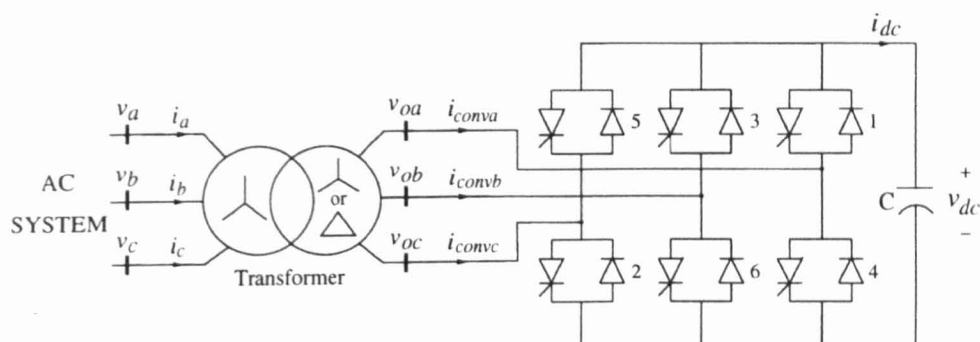 i_dc
v_a i_a
v_oa i_conva
5 3 1
AC
SYSTEM
v_b i_b
or
v_ob i_convb
C
+
v_dc
–
v_c i_c
Transformer
v_oc i_convc
2 6 4